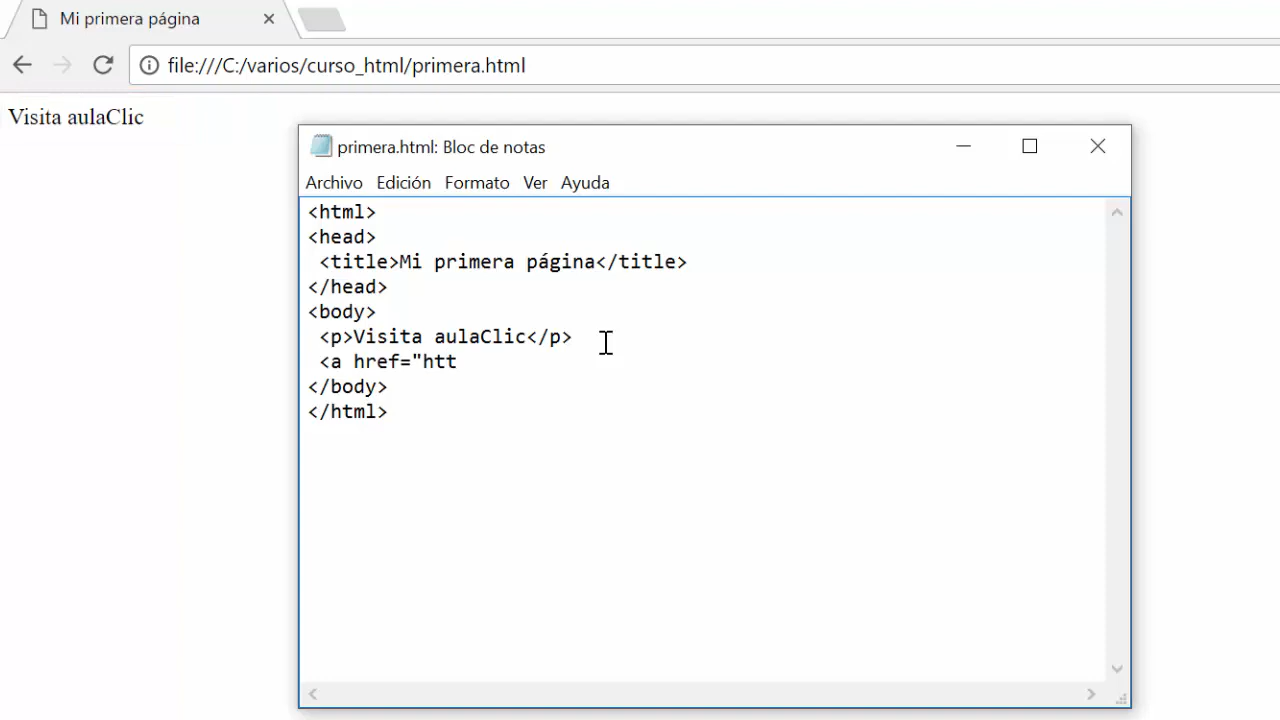 Mi primera página
file:///C:/varios/curso_html/primera.html
Visita aulaClic
primera.html: Bloc de notas
Archivo Edición Formato Ver Ayuda
<html>
<head>
<title>Mi primera página</title>
</head>
<body>
<p>Visita aulaClic</p>
<a href="htt
</body>
</html>